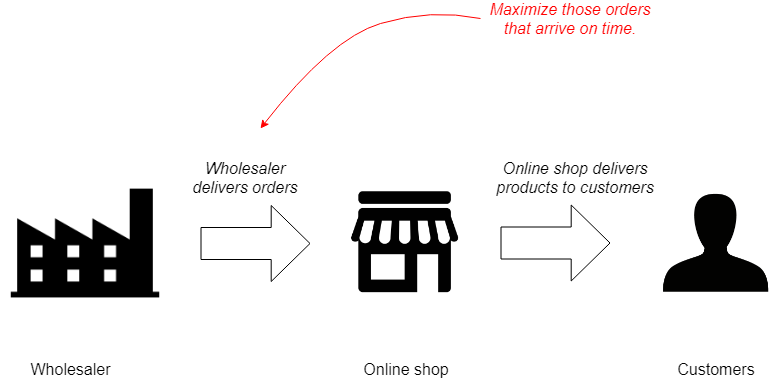 Maximize those orders
that arrive on time.
Wholesaler
delivers orders
Online shop delivers
products to customers
Wholesaler
Online shop
Customers